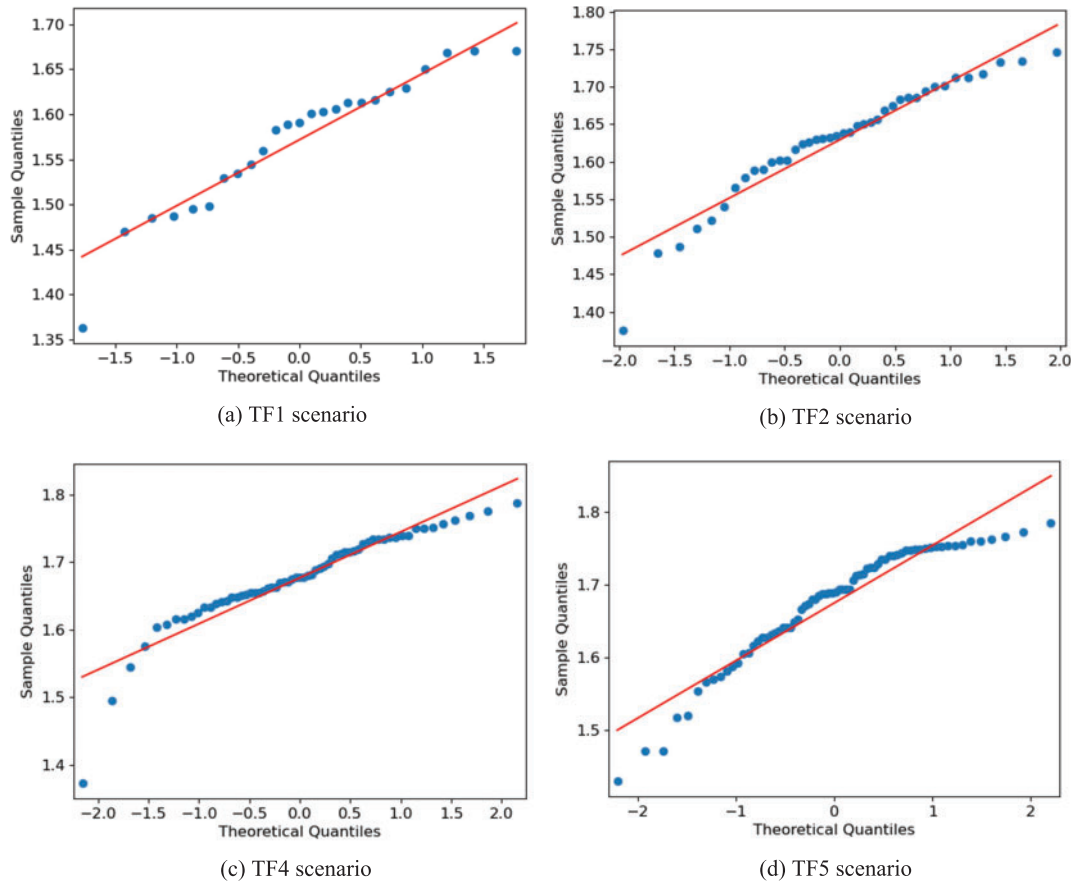 1.70
1.65
1.60
1.55
1.50
1.45
1.40
1.35
Sample Quantiles
−1.5 −1.0 −0.5 0.0 0.5 1.0 1.5
Theoretical Quantiles
(a) TF1 scenario
1.80
1.75
1.70
1.65
1.60
1.55
1.50
1.45
1.40
Sample Quantiles
−2.0 −1.5 −1.0 −0.5 0.0 0.5 1.0 1.5 2.0
Theoretical Quantiles
(b) TF2 scenario
1.8
1.7
1.6
1.5
1.4
Sample Quantiles
−2.0 −1.5 −1.0 −0.5 0.0 0.5 1.0 1.5 2.0
Theoretical Quantiles
(c) TF4 scenario
1.8
1.7
1.6
1.5
Sample Quantiles
−2 −1 0 1 2
Theoretical Quantiles
(d) TF5 scenario